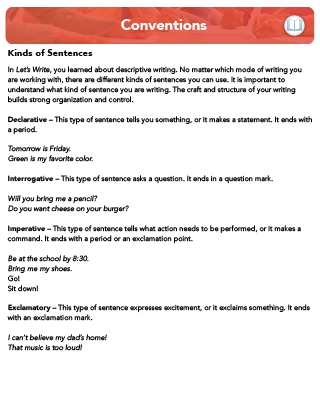 Conventions
Kinds of Sentences
In Let's Write, you learned about descriptive writing. No matter which mode of writing you
are working with, there are different kinds of sentences you can use. It is important to
understand what kind of sentence you are writing. The craft and structure of your writing
builds strong organization and control.
Declarative – This type of sentence tells you something, or it makes a statement. It ends with
a period.
Tomorrow is Friday.
Green is my favorite color.
Interrogative – This type of sentence asks a question. It ends in a question mark.
Will you bring me a pencil?
Do you want cheese on your burger?
Imperative – This type of sentence tells what action needs to be performed, or it makes a
command. It ends with a period or an exclamation point.
Be at the school by 8:30.
Bring me my shoes.
Go!
Sit down!
Exclamatory – This type of sentence expresses excitement, or it exclaims something. It ends
with an exclamation mark.
I can't believe my dad's home!
That music is too loud!